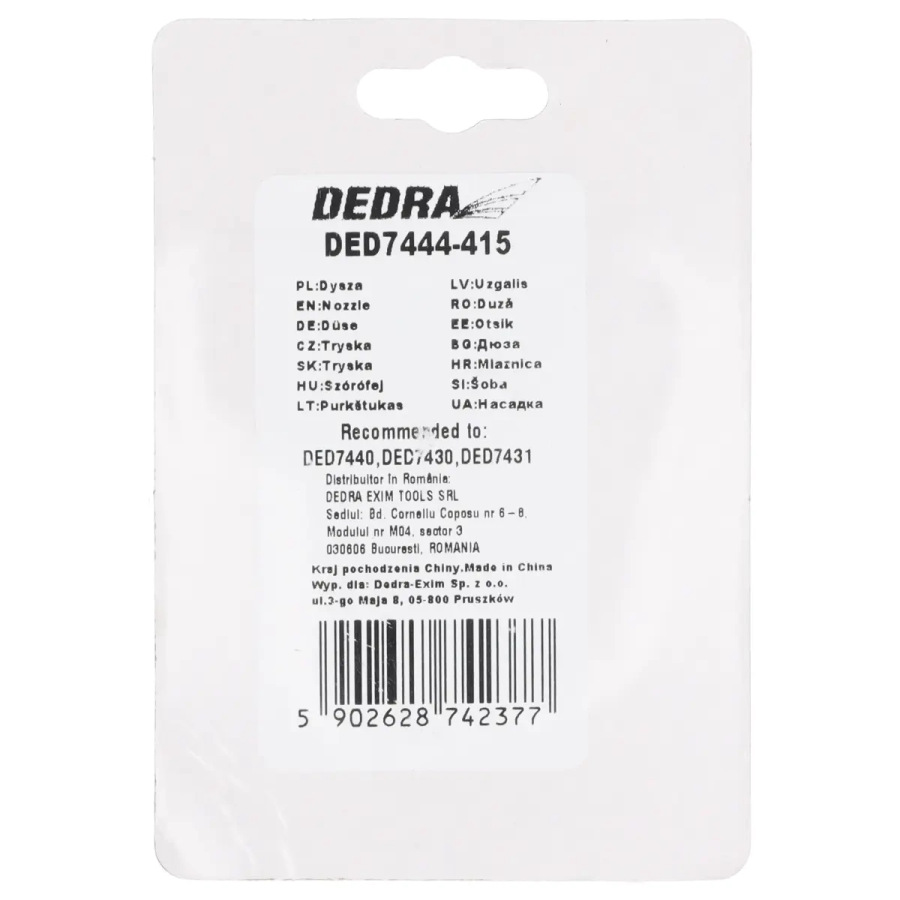 DEDRA
DED7444-415
PL:Dysza
EN:Nozzle
DE:Düse
CZ:Tryska
SK:Tryska
HU:Szórófej
LT:Purkštukas
LV:Uzgalis
RO:Duză
EE:Otsik
BG:Дюза
HR:Mlaznica
SI:Šoba
UA:Насадка
Recommended to:
DED7440,DED7430,DED7431
Distribuitor în România:
DEDRA EXIM TOOLS SRL
Sediul: Bd. Corneliu Coposu nr 6 – 8,
Modulul nr M04, sector 3
030606 Bucuresti, ROMANIA
Kraj pochodzenia Chiny.Made in China
Wyp. dla: Dedra-Exim Sp. z o.o.
ul.3-go Maja 8, 05-800 Pruszków
5 902628 742377